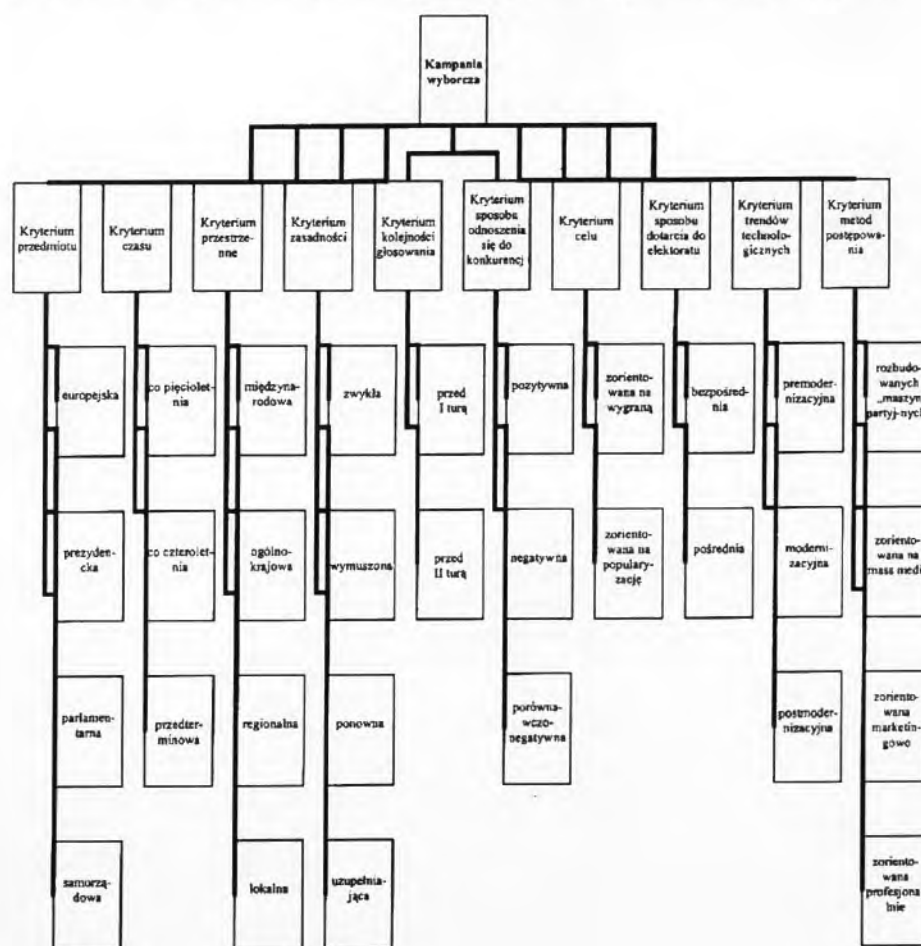 Kampania
wyborcza
Kryterium
przedmiotu
Kryterium
czasu
Kryterium
przestrze-
nne
Kryterium
zasadności
Kryterium
kolejności
głosowania
Kryterium
sposobu
odnoszenia
się do
konkurencj
Kryterium
celu
Kryterium
sposobu
dotarcia do
elektoratu
Kryterium
trendów
technolo-
gicznych
Kryterium
metod
postępowa-
nia
europejska
co pięciolet-
nia
międzyna-
rodowa
zwykła
przed
I turą
pozytywna
zoriento-
wana na
wygraną
bezpośred-
nia
premoder-
nizacyjna
rozbudo-
wanych
„maszyn
partyj-nych
prezyden-
cka
co czterolet-
nia
ogólno-
krajowa
wymuszona
przed
II turą
negatywna
zoriento-
wana na
populary-
zację
pośrednia
moderni-
zacyjna
zoriento-
wana na
mass medi
parlamen-
tarna
przedter-
minowa
regionalna
ponowna
porówna-
wczo-
negatywna
postmoder-
nizacyjna
zoriento-
wana
marketin-
gowo
samorzą-
dowa
lokalna
uzupełnia-
jąca
zoriento-
wana
profesjona
lnie